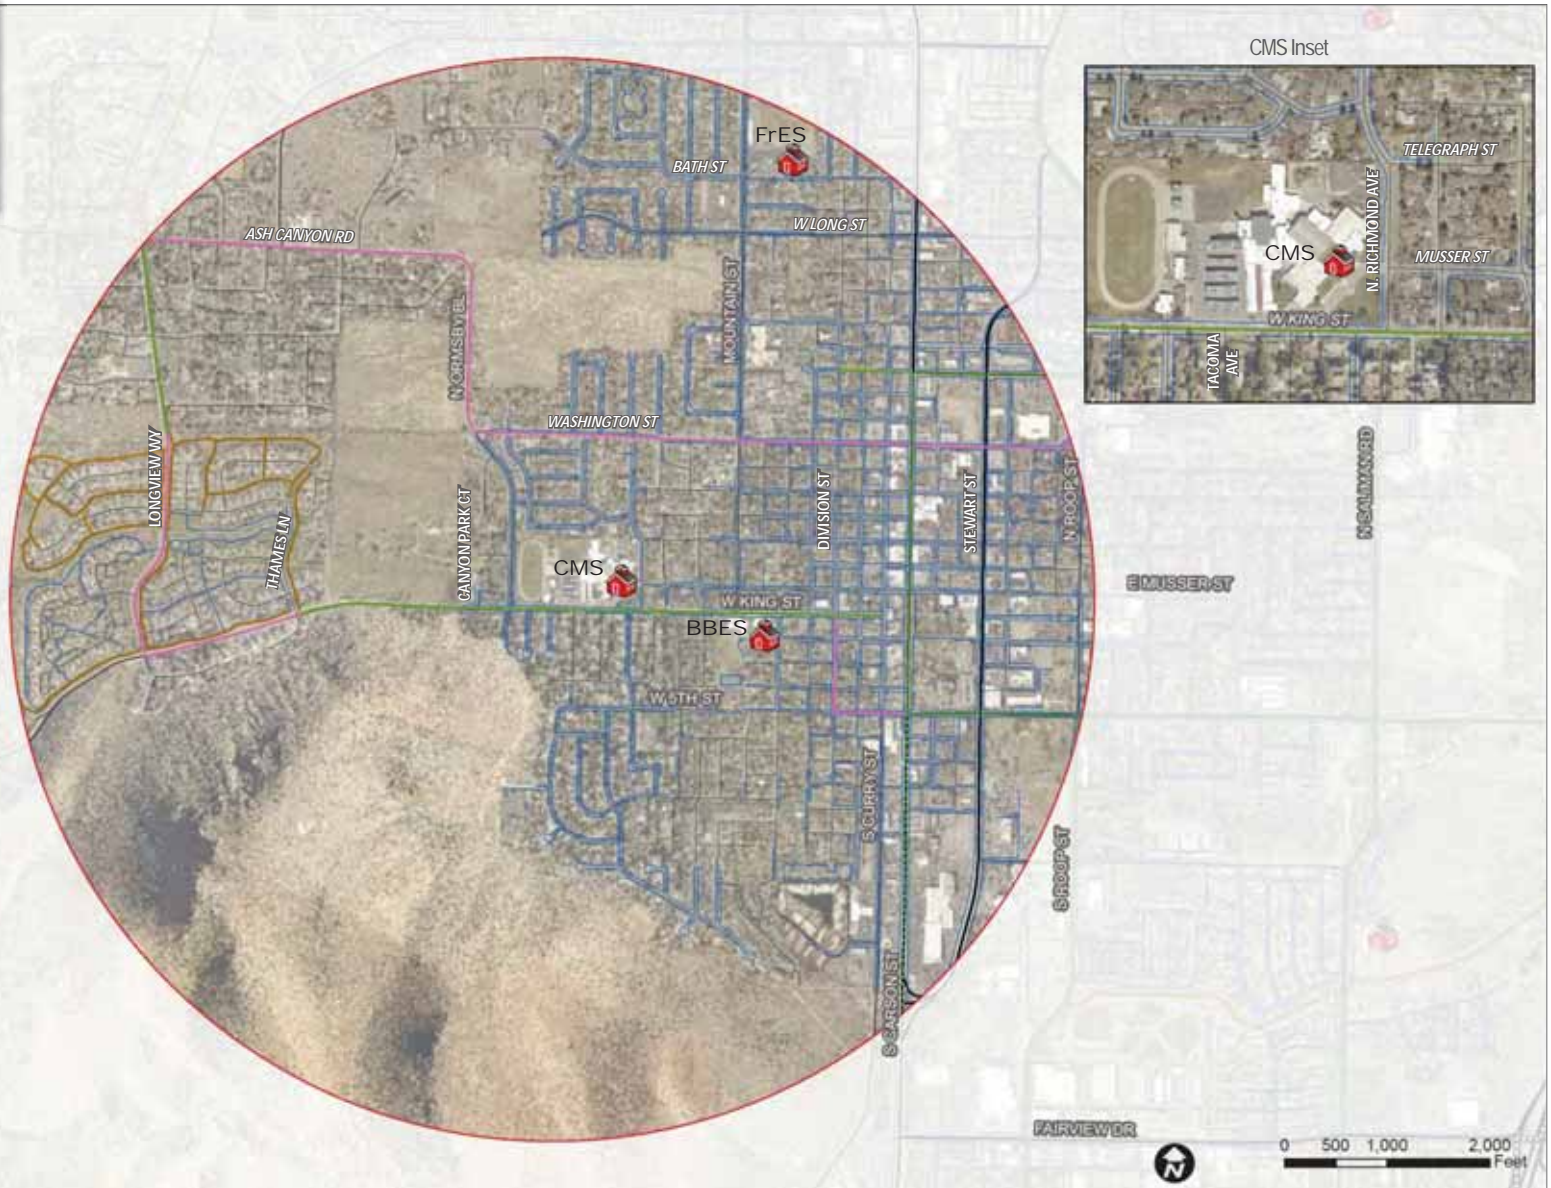 CMS Inset
FrES
BATH ST
TELEGRAPH ST
N. RICHMOND AVE
W LONG ST
ASH CANYON RD
CMS
MUSSER ST
MOUNTAIN ST
N ORMSBY BL
W KING ST
TACOMA
AVE
WASHINGTON ST
LONGVIEW WY
N SALIMAN RD
DIVISION ST
STEWART ST
N ROOP ST
CANYON PARK CT
THAMES LN
CMS
E MUSSER ST
W KING ST
BBES
W 5TH ST
S CURRY ST
S ROOP ST
S CARSON ST
FAIRVIEW DR
N
0 500 1,000 2,000
Feet